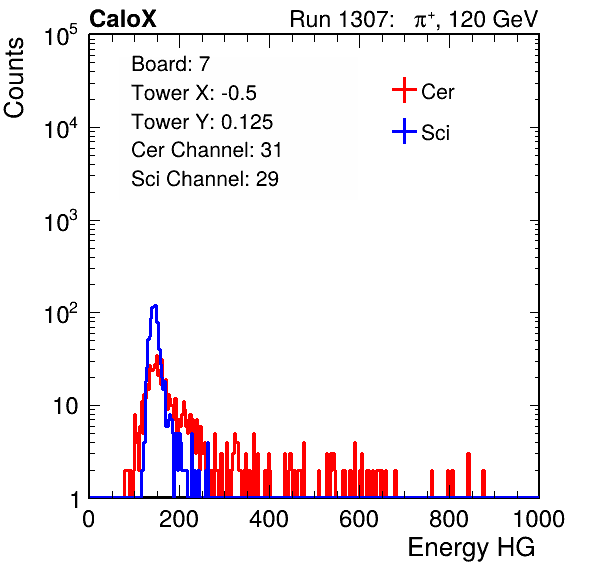 CaloX Run 1307: π⁺, 120 GeV
Counts
10⁵
10⁴
10³
10²
10
1
Board: 7
Tower X: -0.5
Tower Y: 0.125
Cer Channel: 31
Sci Channel: 29
Cer
Sci
0 200 400 600 800 1000
Energy HG